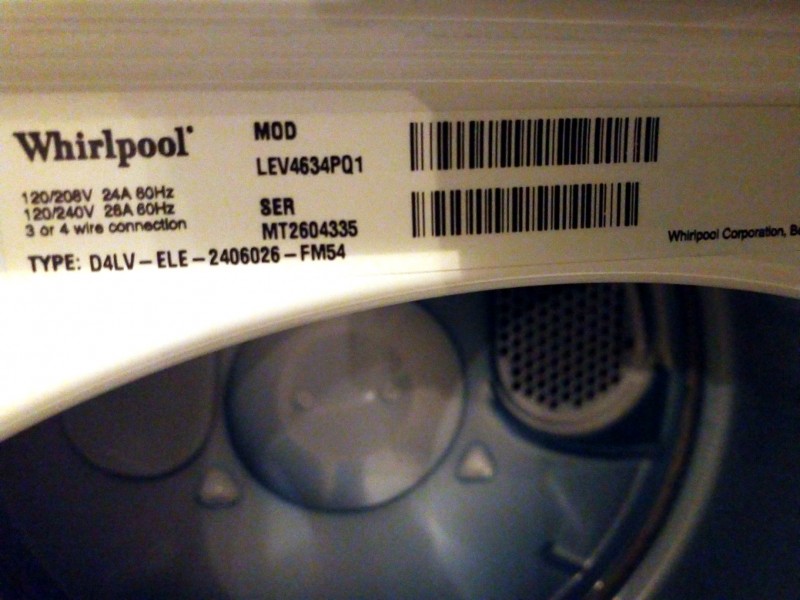 Whirlpool
120/208V 24A 60Hz
120/240V 26A 60Hz
3 or 4 wire connection
TYPE: D4LV-ELE-2406026-FM54
MOD
LEV4634PQ1
SER
MT2604335
Whirlpool Corporation,